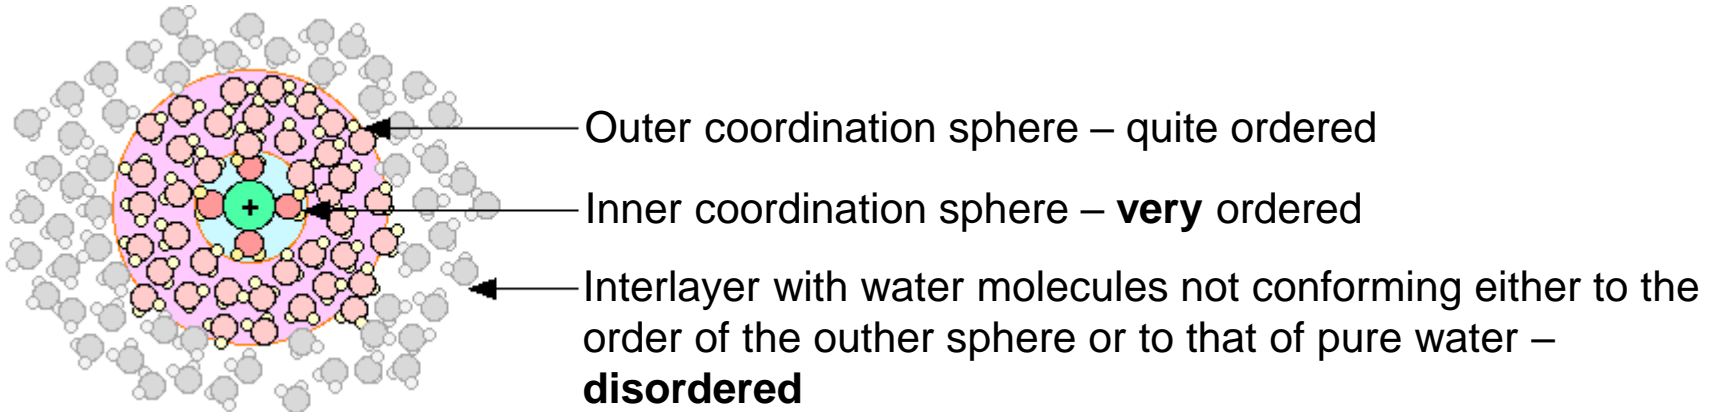 Outer coordination sphere – quite ordered
+
Inner coordination sphere – very ordered
Interlayer with water molecules not conforming either to the
order of the outher sphere or to that of pure water –
disordered